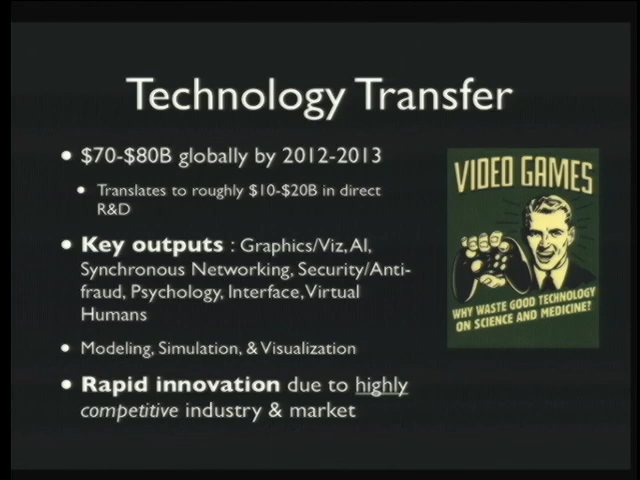 Technology Transfer
• $70-$80B globally by 2012-2013
• Translates to roughly $10-$20B in direct
R&D
• Key outputs : Graphics/Viz, AI,
Synchronous Networking, Security/Anti-
fraud, Psychology, Interface, Virtual
Humans
• Modeling, Simulation, & Visualization
• Rapid innovation due to highly
competitive industry & market
VIDEO GAMES
WHY WASTE GOOD TECHNOLOGY
ON SCIENCE AND MEDICINE?